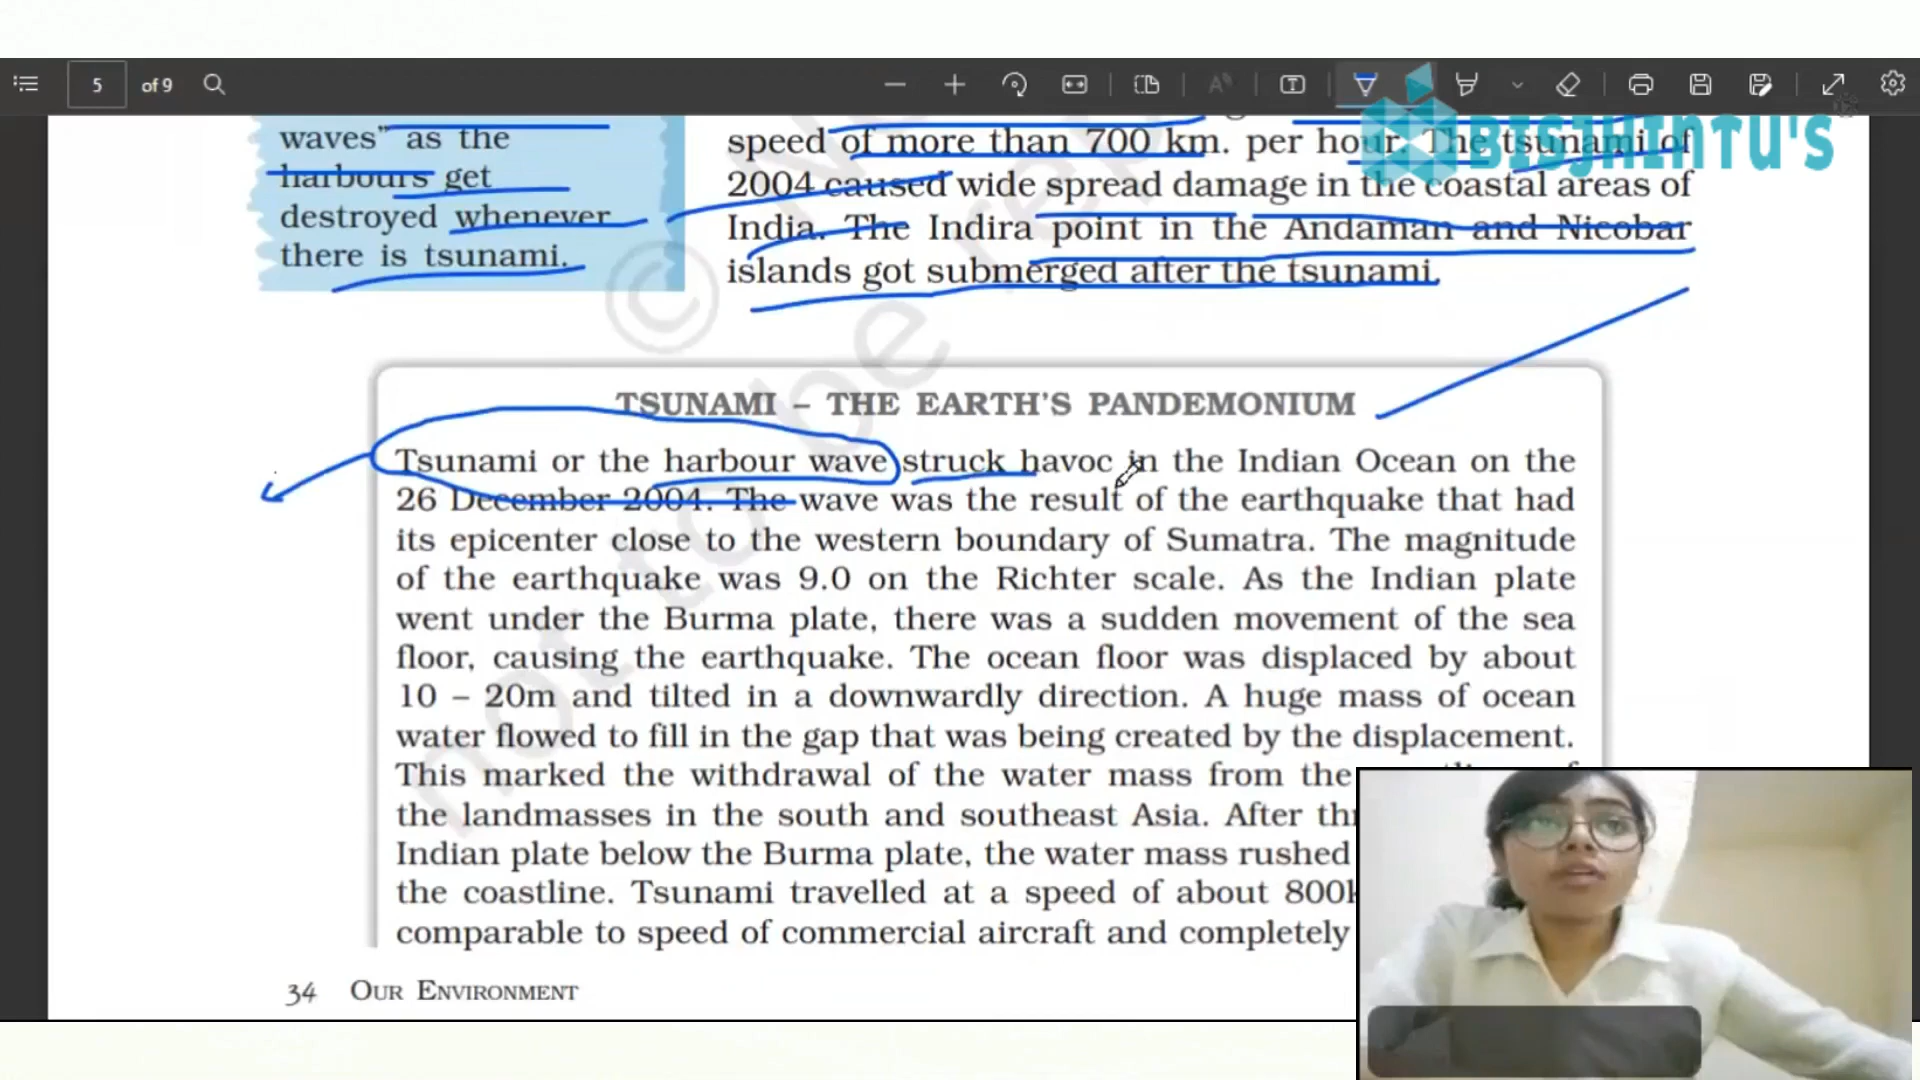 5 of 9
BISJHINTU'S
waves" as the
harbours get
destroyed whenever
there is tsunami.
speed of more than 700 km. per hour. The tsunami of
2004 caused wide spread damage in the coastal areas of
India. The Indira point in the Andaman and Nicobar
islands got submerged after the tsunami.
TSUNAMI – THE EARTH'S PANDEMONIUM
Tsunami or the harbour wave struck havoc in the Indian Ocean on the
26 December 2004. The wave was the result of the earthquake that had
its epicenter close to the western boundary of Sumatra. The magnitude
of the earthquake was 9.0 on the Richter scale. As the Indian plate
went under the Burma plate, there was a sudden movement of the sea
floor, causing the earthquake. The ocean floor was displaced by about
10 – 20m and tilted in a downwardly direction. A huge mass of ocean
water flowed to fill in the gap that was being created by the displacement.
This marked the withdrawal of the water mass from the
the landmasses in the south and southeast Asia. After
Indian plate below the Burma plate, the water mass rushed
the coastline. Tsunami travelled at a speed of about
comparable to speed of commercial aircraft and completely
34 OUR ENVIRONMENT
© not to be